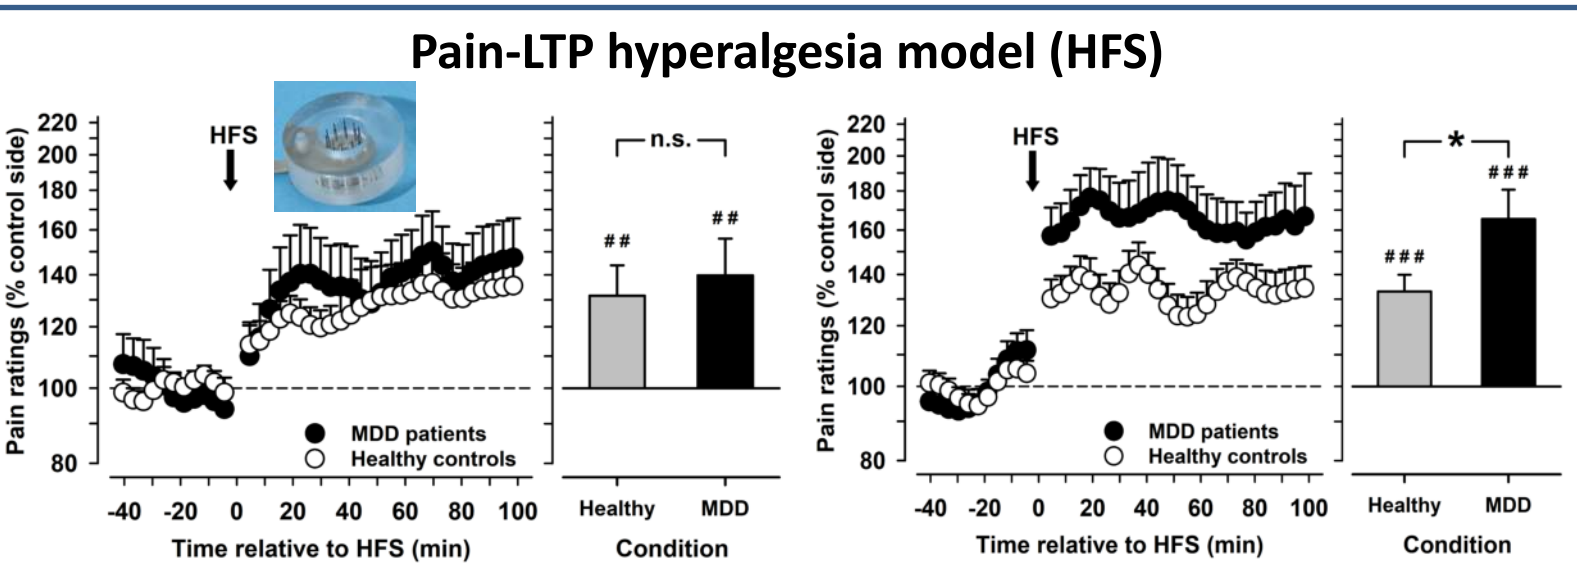 Pain-LTP hyperalgesia model (HFS)
Pain ratings (% control side)
220
200
180
160
140
120
100
80
HFS
MDD patients
Healthy controls
-40 -20 0 20 40 60 80 100
Time relative to HFS (min)
n.s.
## ##
Healthy MDD
Condition
Pain ratings (% control side)
220
200
180
160
140
120
100
80
HFS
MDD patients
Healthy controls
-40 -20 0 20 40 60 80 100
Time relative to HFS (min)
*
###
###
Healthy MDD
Condition